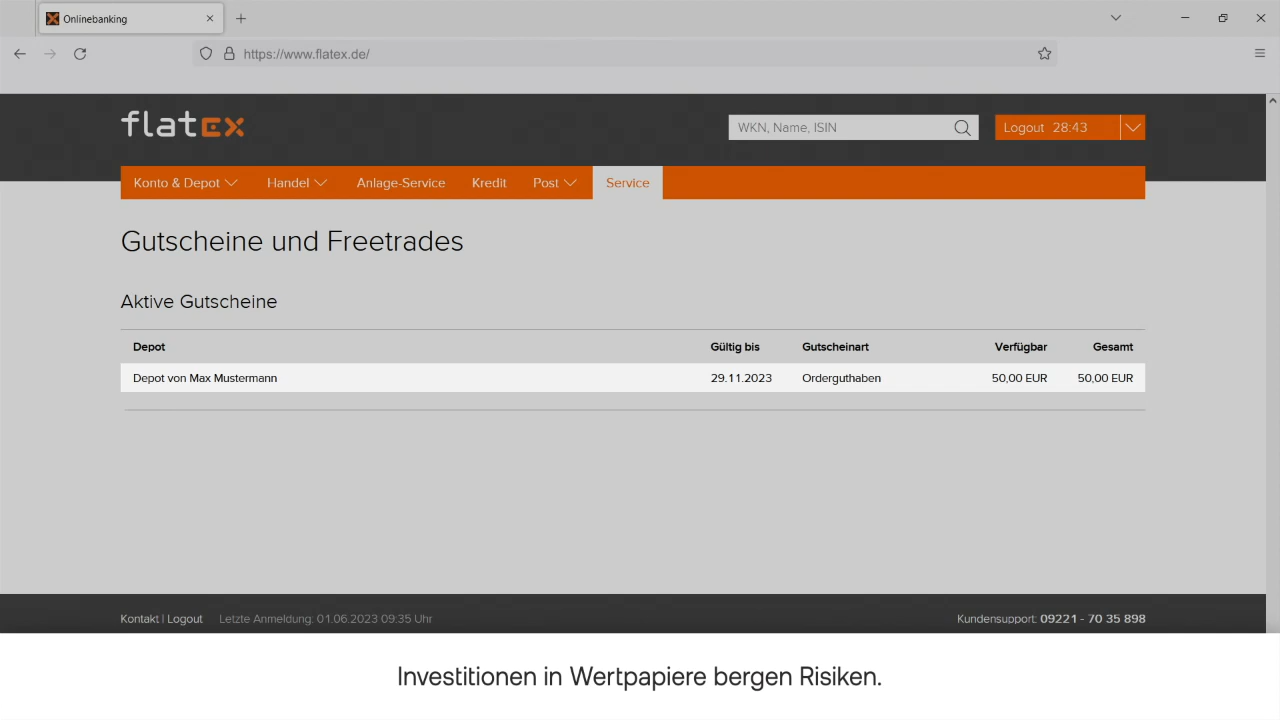 Onlinebanking
https://www.flatex.de/
flatex
WKN, Name, ISIN
Logout 28:43
Konto & Depot Handel Anlage-Service Kredit Post Service
Gutscheine und Freetrades
Aktive Gutscheine
Depot Gültig bis Gutscheinart Verfügbar Gesamt
Depot von Max Mustermann 29.11.2023 Orderguthaben 50,00 EUR 50,00 EUR
Kontakt | Logout Letzte Anmeldung: 01.06.2023 09:35 Uhr Kundensupport: 09221 - 70 35 898
Investitionen in Wertpapiere bergen Risiken.